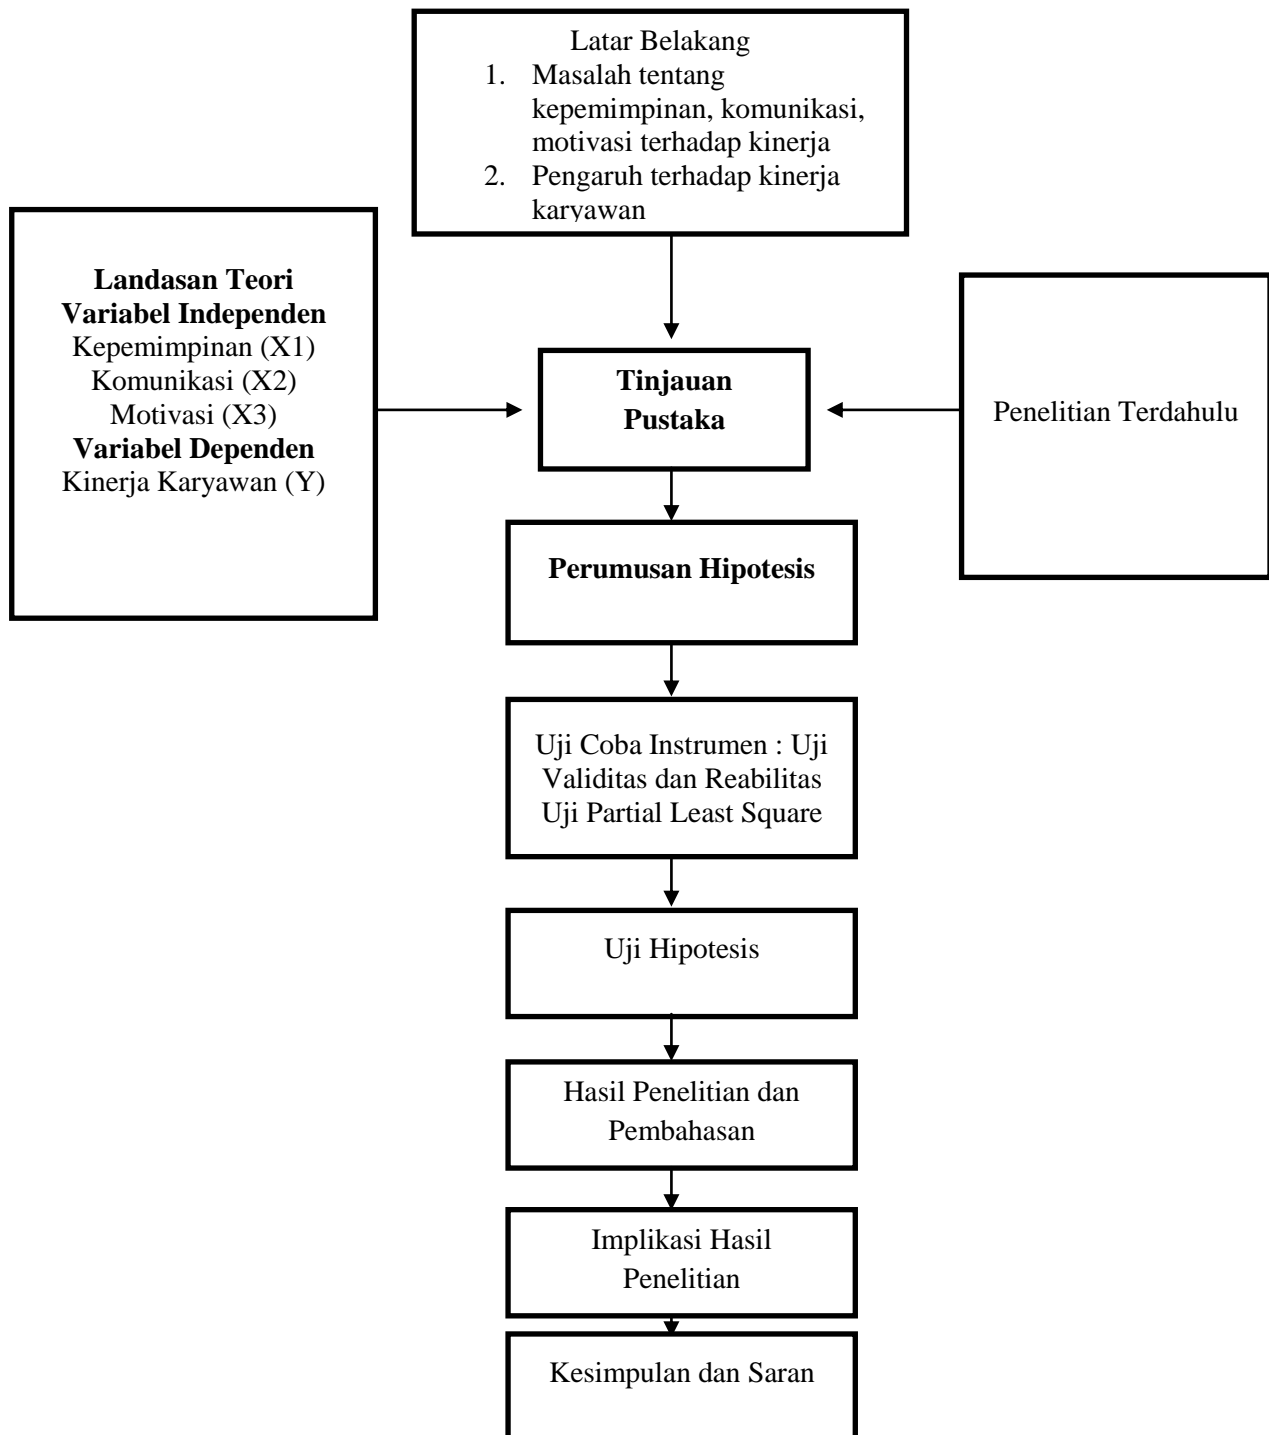 Latar Belakang
1. Masalah tentang
kepemimpinan, komunikasi,
motivasi terhadap kinerja
2. Pengaruh terhadap kinerja
karyawan
Landasan Teori
Variabel Independen
Kepemimpinan (X1)
Komunikasi (X2)
Motivasi (X3)
Variabel Dependen
Kinerja Karyawan (Y)
Tinjauan
Pustaka
Penelitian Terdahulu
Perumusan Hipotesis
Uji Coba Instrumen : Uji
Validitas dan Reabilitas
Uji Partial Least Square
Uji Hipotesis
Hasil Penelitian dan
Pembahasan
Implikasi Hasil
Penelitian
Kesimpulan dan Saran